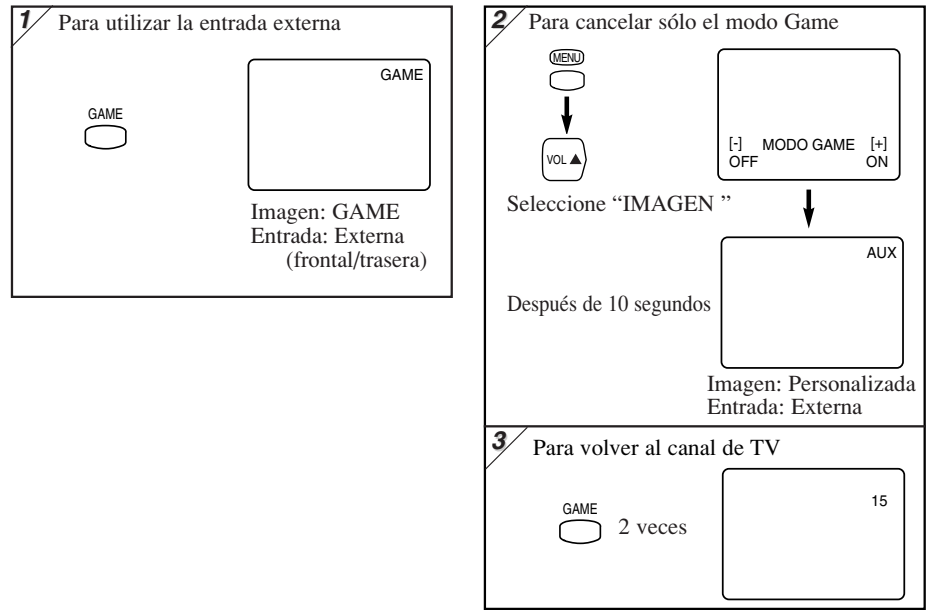 1 Para utilizar la entrada externa
GAME
GAME
Imagen: GAME
Entrada: Externa
(frontal/trasera)
2 Para cancelar sólo el modo Game
MENU
VOL ▲
[-] MODO GAME [+]
OFF ON
Seleccione “IMAGEN ”
AUX
Después de 10 segundos
Imagen: Personalizada
Entrada: Externa
3 Para volver al canal de TV
GAME
2 veces
15